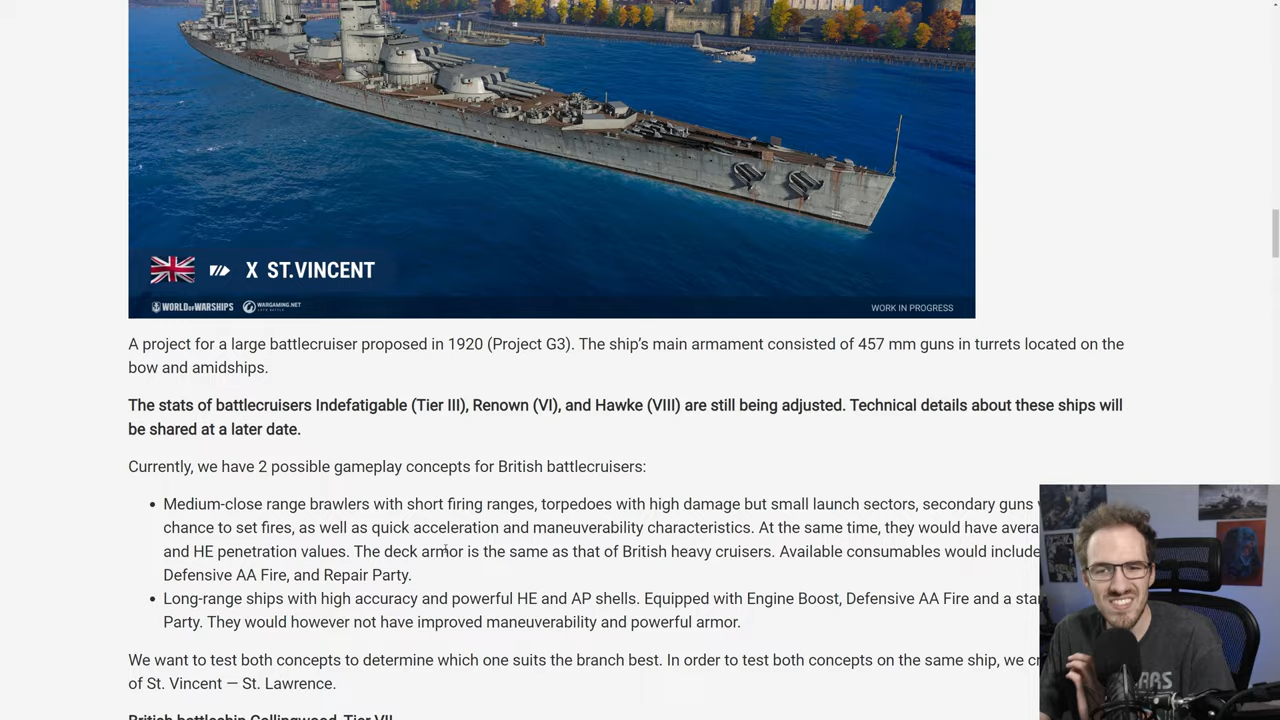 X ST.VINCENT
WORLD OF WARSHIPS WARGAMING.NET LET'S BATTLE WORK IN PROGRESS
A project for a large battlecruiser proposed in 1920 (Project G3). The ship's main armament consisted of 457 mm guns in turrets located on the
bow and amidships.
The stats of battlecruisers Indefatigable (Tier III), Renown (VI), and Hawke (VIII) are still being adjusted. Technical details about these ships will
be shared at a later date.
Currently, we have 2 possible gameplay concepts for British battlecruisers:
Medium-close range brawlers with short firing ranges, torpedoes with high damage but small launch sectors, secondary guns
chance to set fires, as well as quick acceleration and maneuverability characteristics. At the same time, they would have
and HE penetration values. The deck armor is the same as that of British heavy cruisers. Available consumables would include
Defensive AA Fire, and Repair Party.
Long-range ships with high accuracy and powerful HE and AP shells. Equipped with Engine Boost, Defensive AA Fire and a
Party. They would however not have improved maneuverability and powerful armor.
We want to test both concepts to determine which one suits the branch best. In order to test both concepts on the same ship, we
of St. Vincent — St. Lawrence.
British battleship Collingwood, Tier VII